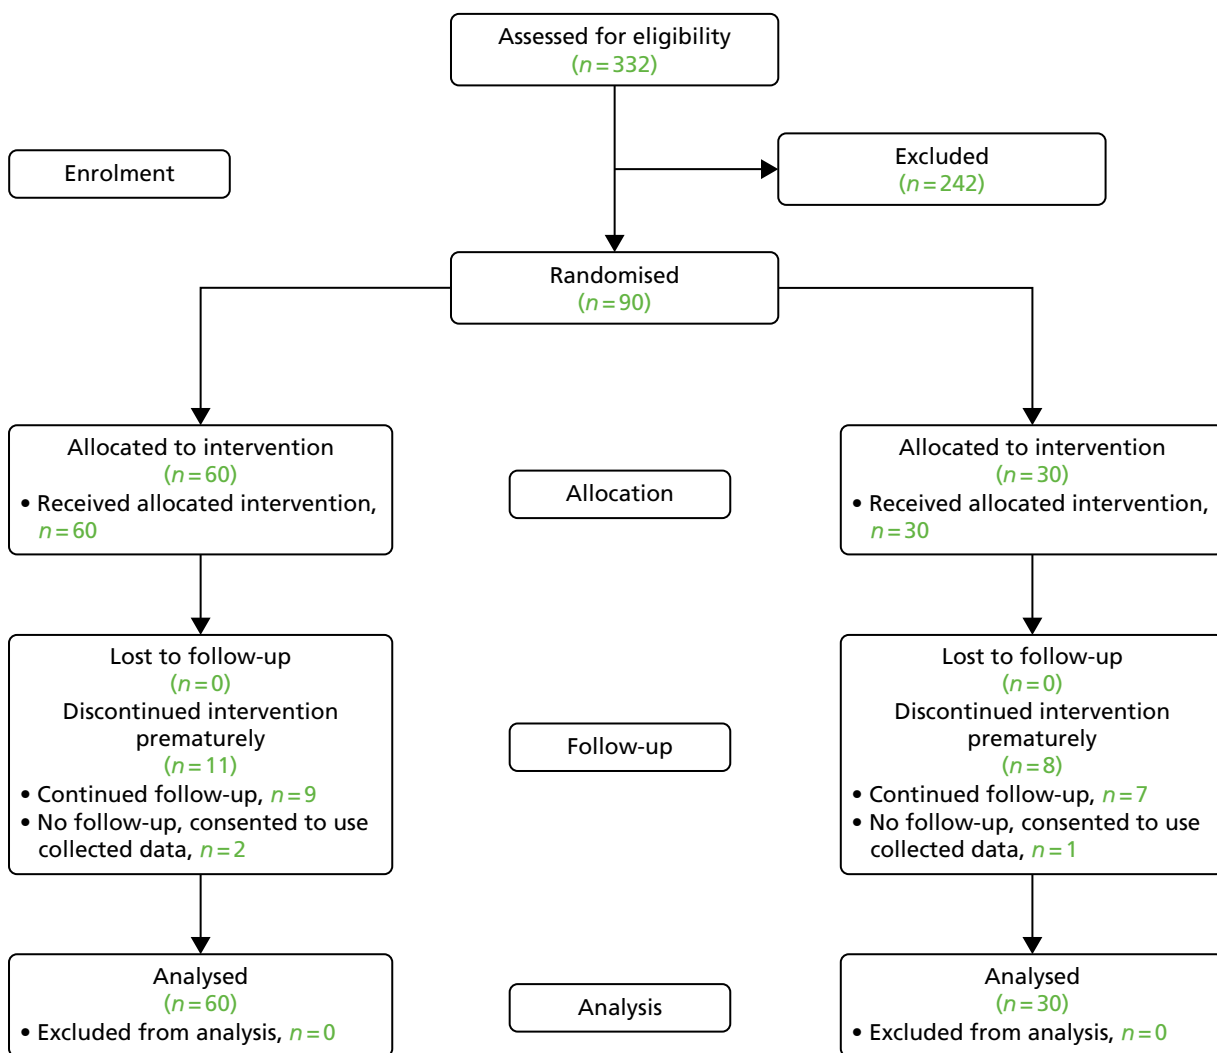 Assessed for eligibility
(n=332)
Enrolment
Excluded
(n=242)
Randomised
(n=90)
Allocated to intervention
(n=60)
• Received allocated intervention,
n=60
Allocation
Allocated to intervention
(n=30)
• Received allocated intervention,
n=30
Lost to follow-up
(n=0)
Discontinued intervention
prematurely
(n=11)
• Continued follow-up, n=9
• No follow-up, consented to use
collected data, n=2
Follow-up
Lost to follow-up
(n=0)
Discontinued intervention
prematurely
(n=8)
• Continued follow-up, n=7
• No follow-up, consented to use
collected data, n=1
Analysed
(n=60)
• Excluded from analysis, n=0
Analysis
Analysed
(n=30)
• Excluded from analysis, n=0